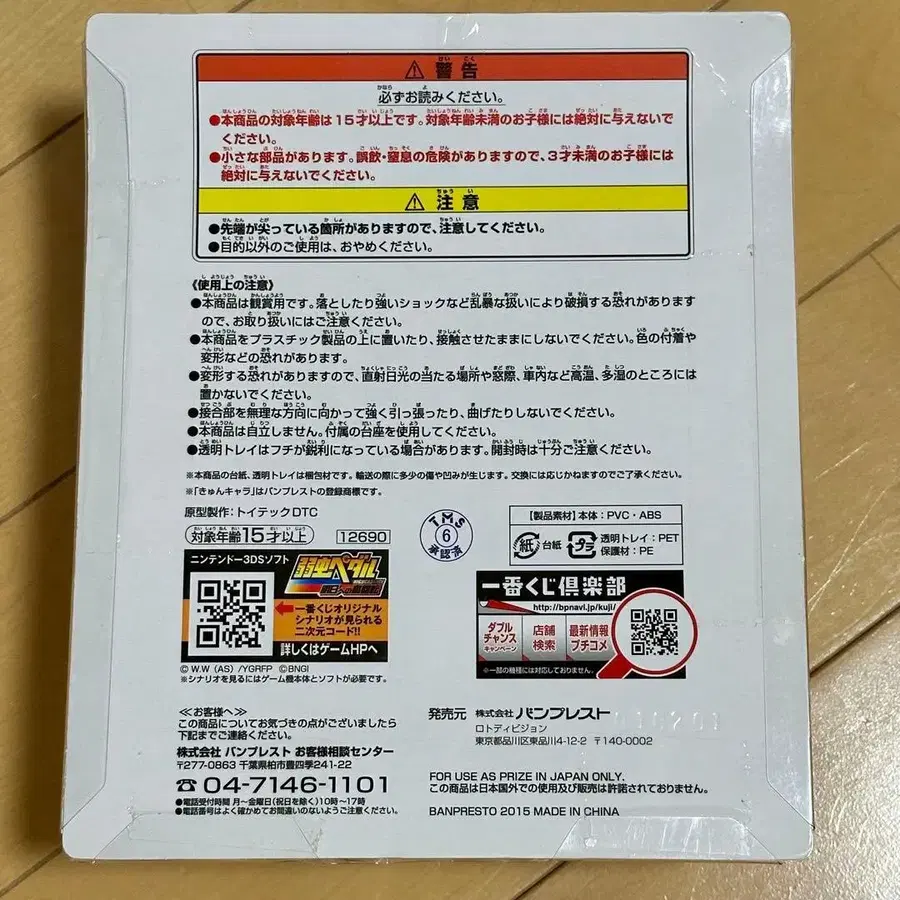 ⚠ 警告
必ずお読みください。
●本商品の対象年齢は15才以上です。対象年齢未満のお子様には絶対に与えないで
ください。
●小さな部品があります。誤飲・窒息の危険がありますので、3才未満のお子様には
絶対に与えないでください。
⚠ 注意
●先端が尖っている箇所がありますので、注意してください。
●目的以外のご使用は、おやめください。
《使用上の注意》
●本商品は観賞用です。落としたり強いショックなど乱暴な扱いにより破損する恐れがあります
ので、お取り扱いにはご注意ください。
●本商品をプラスチック製品の上に置いたり、接触させたままにしないでください。色の付着や
変形などの恐れがあります。
●変形する恐れがありますので、直射日光の当たる場所や窓際、車内など高温、多湿のところには
置かないでください。
●接合部を無理な方向に向かって強く引っ張ったり、曲げたりしないでください。
●本商品は自立しません。付属の台座を使用してください。
●透明トレイはフチが鋭利になっている場合があります。開封時は十分ご注意ください。
※本商品の台紙、透明トレイは梱包材です。輸送の際に多少の傷や凹みが生じます。交換には応じかねますのでご了承ください。
※「きゅんキャラ」はバンプレストの登録商標です。
原型製作：トイテックDTC
対象年齢15才以上
12690
TMS
6
承認済
【製品素材】本体：PVC・ABS
紙 台紙
プラ 透明トレイ：PET
保護材：PE
ニンテンドー3DSソフト
弱虫ペダル
明日への高回転
一番くじオリジナル
シナリオが見られる
二次元コード!!
詳しくはゲームHPへ
©W.W (AS) /YGRFP ©BNGI
※シナリオを見るにはゲーム機本体とソフトが必要です。
一番くじ倶楽部
http://bpnavi.jp/kuji/
ダブル
チャンス
キャンペーン
店舗
検索
最新情報
プチコメ
※一部の機種には対応しておりません。
≪お客様へ≫
この商品についてお気づきの点がございましたら
下記までご連絡ください。
株式会社 バンプレスト お客様相談センター
〒277-0863 千葉県柏市豊四季241-22
☎04-7146-1101
●電話受付時間 月～金曜日(祝日を除く)10時～17時
●電話番号はよく確かめてお間違いのないようご注意ください。
発売元 株式会社 バンプレスト
ロトディビジョン
東京都品川区東品川4-12-2 〒140-0002
FOR USE AS PRIZE IN JAPAN ONLY.
この商品は日本国外での使用及び販売は許諾されておりません。
BANPRESTO 2015 MADE IN CHINA